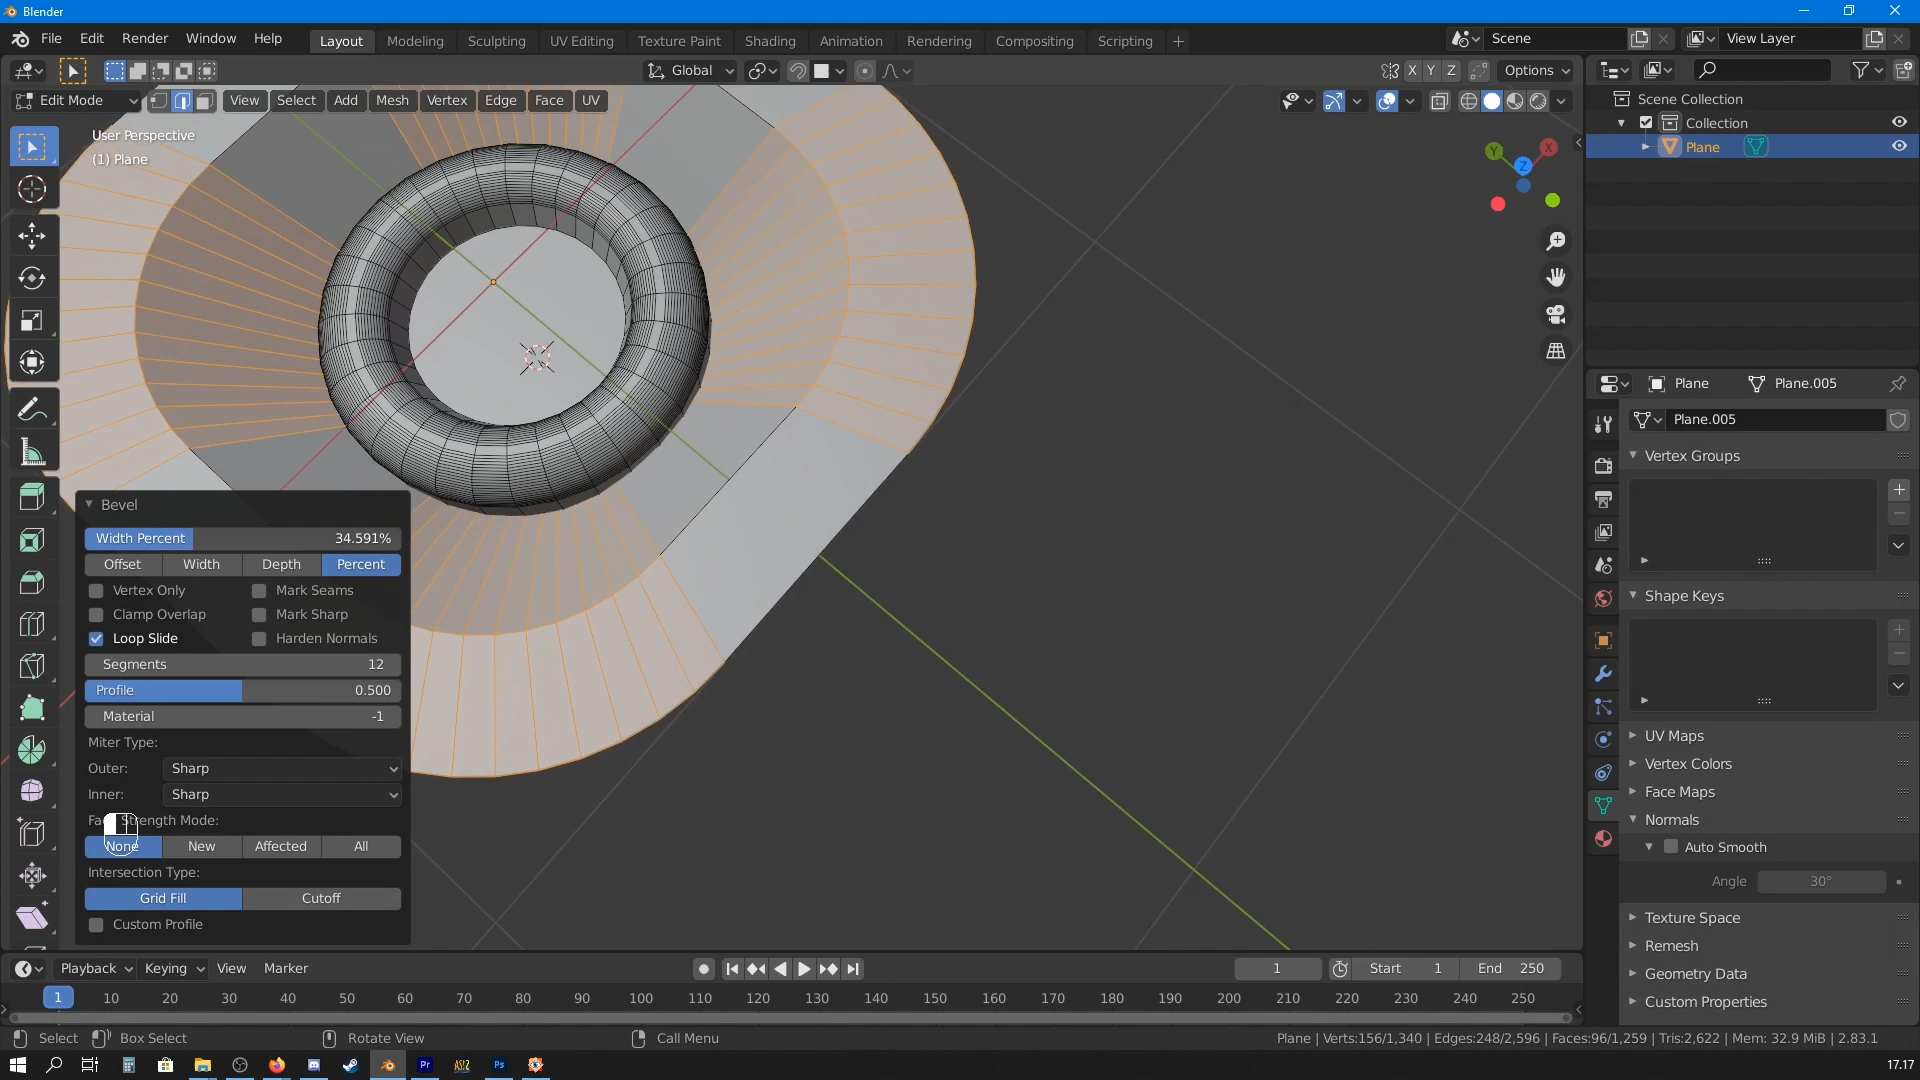 Blender
File Edit Render Window Help
Layout Modeling Sculpting UV Editing Texture Paint Shading Animation Rendering Compositing Scripting +
Scene
View Layer
Global
X Y Z
Options
Edit Mode
View Select Add Mesh Vertex Edge Face UV
User Perspective
(1) Plane
Y X Z
Scene Collection
Collection
Plane
Plane Plane.005
Plane.005
Vertex Groups
Shape Keys
UV Maps
Vertex Colors
Face Maps
Normals
Auto Smooth
Angle 30°
Texture Space
Remesh
Geometry Data
Custom Properties
Bevel
Width Percent 34.591%
Offset Width Depth Percent
Vertex Only Mark Seams
Clamp Overlap Mark Sharp
Loop Slide Harden Normals
Segments 12
Profile 0.500
Material -1
Miter Type:
Outer: Sharp
Inner: Sharp
Strength Mode:
None New Affected All
Intersection Type:
Grid Fill Cutoff
Custom Profile
Playback Keying View Marker
1 Start 1 End 250
1 10 20 30 40 50 60 70 80 90 100 110 120 130 140 150 160 170 180 190 200 210 220 230 240 250
Select Box Select Rotate View Call Menu
Plane | Verts:156/1,340 | Edges:248/2,596 | Faces:96/1,259 | Tris:2,622 | Mem: 32.9 MiB | 2.83.1
Pr Ps
17.17